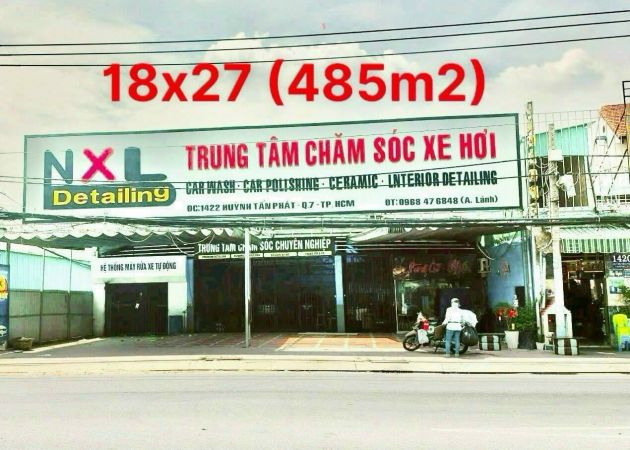 18x27 (485m2)
NXL
Detailing
TRUNG TÂM CHĂM SÓC XE HƠI
CAR WASH · CAR POLISHING · CERAMIC · INTERIOR DETAILING
ĐC:1422 HUỲNH TẤN PHÁT - Q.7 - TP. HCM
ĐT: 0968 47 6848 (A. Lành)
TRUNG TÂM CHĂM SÓC CHUYÊN NGHIỆP
HỆ THỐNG MÁY RỬA XE TỰ ĐỘNG
1420